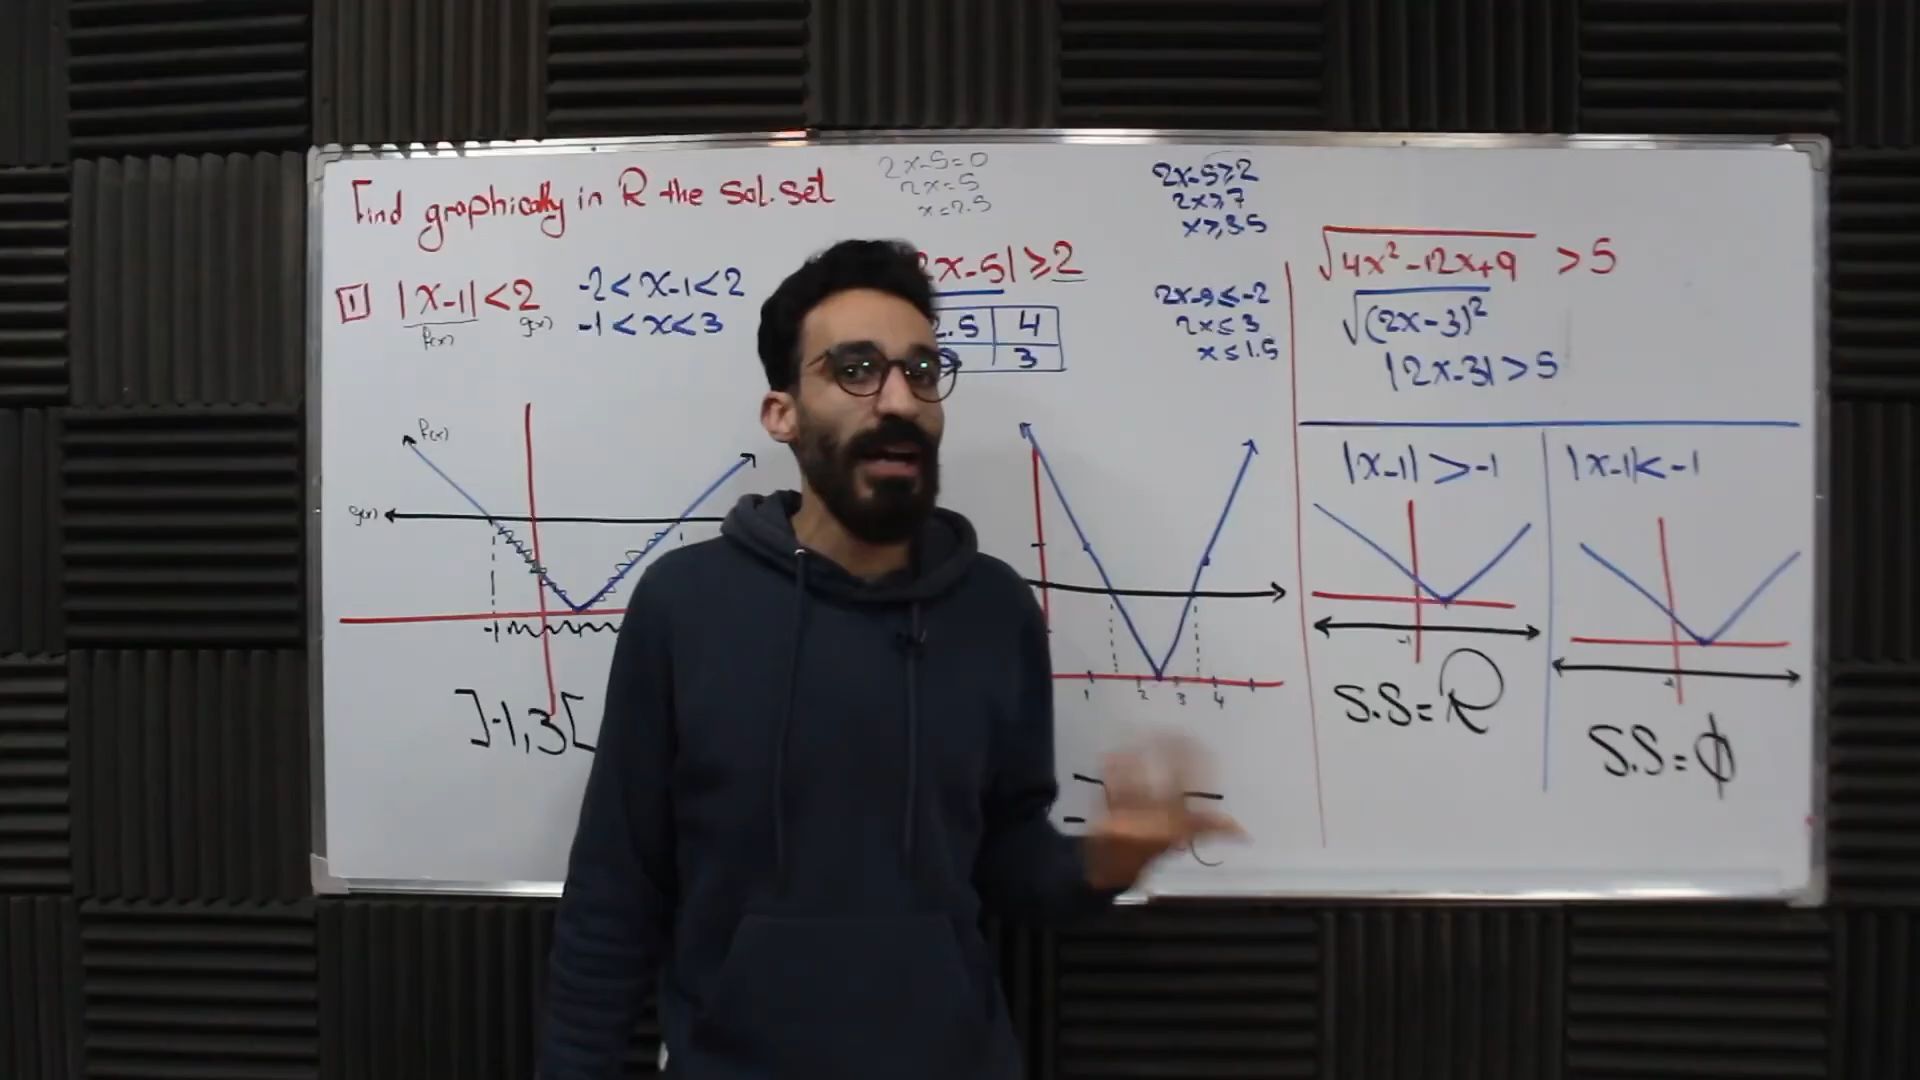 Find graphically in R the sol.set
2x-5=0
2x=5
x=2.5
1 |x-1|<2
f(x) g(x)
-2<x-1<2
-1<x<3
f(x)
g(x)
-1
]-1,3[
2x-5|≥2
2.5 4
3
2x-5≥2
2x≥7
x≥3.5
≤-2
2x≤3
x≤1.5
1 2 3 4
√4x²-12x+9 >5
√(2x-3)²
|2x-3|>5
|x-1|>-1
-1
S.S=R
|x-1|<-1
S.S=ϕ